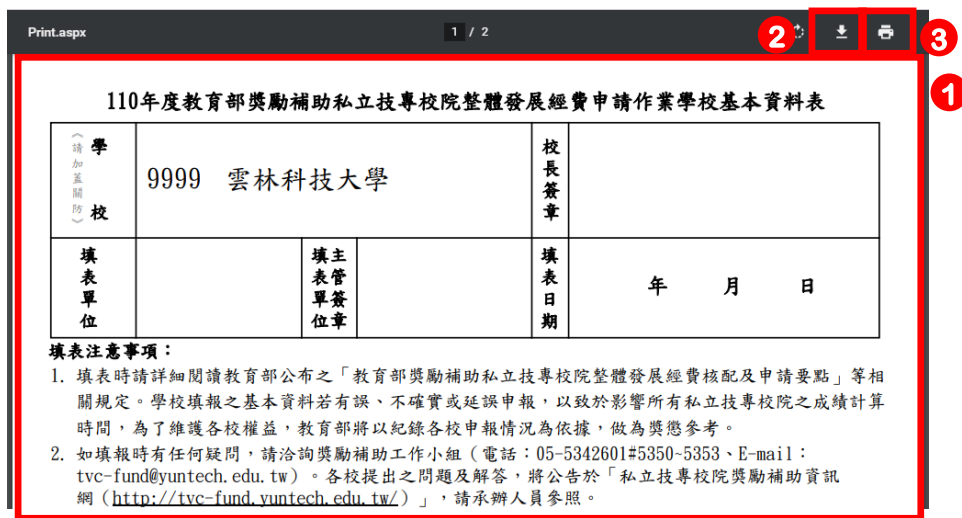 Print.aspx
1 / 2
2
3
1
110年度教育部獎勵補助私立技專校院整體發展經費申請作業學校基本資料表
學校
︽請加蓋關防︾
9999 雲林科技大學
校長簽章
填表單位
填表單位
主管簽章
填表日期
年 月 日
填表注意事項：
1. 填表時請詳細閱讀教育部公布之「教育部獎勵補助私立技專校院整體發展經費核配及申請要點」等相
關規定。學校填報之基本資料若有誤、不確實或延誤申報，以致於影響所有私立技專校院之成績計算
時間，為了維護各校權益，教育部將以紀錄各校申報情況為依據，做為獎懲參考。
2. 如填報時有任何疑問，請洽詢獎勵補助工作小組（電話：05-5342601#5350~5353、E-mail：
tvc-fund@yuntech.edu.tw）。各校提出之問題及解答，將公告於「私立技專校院獎勵補助資訊
網（http://tvc-fund.yuntech.edu.tw/）」，請承辦人員參照。